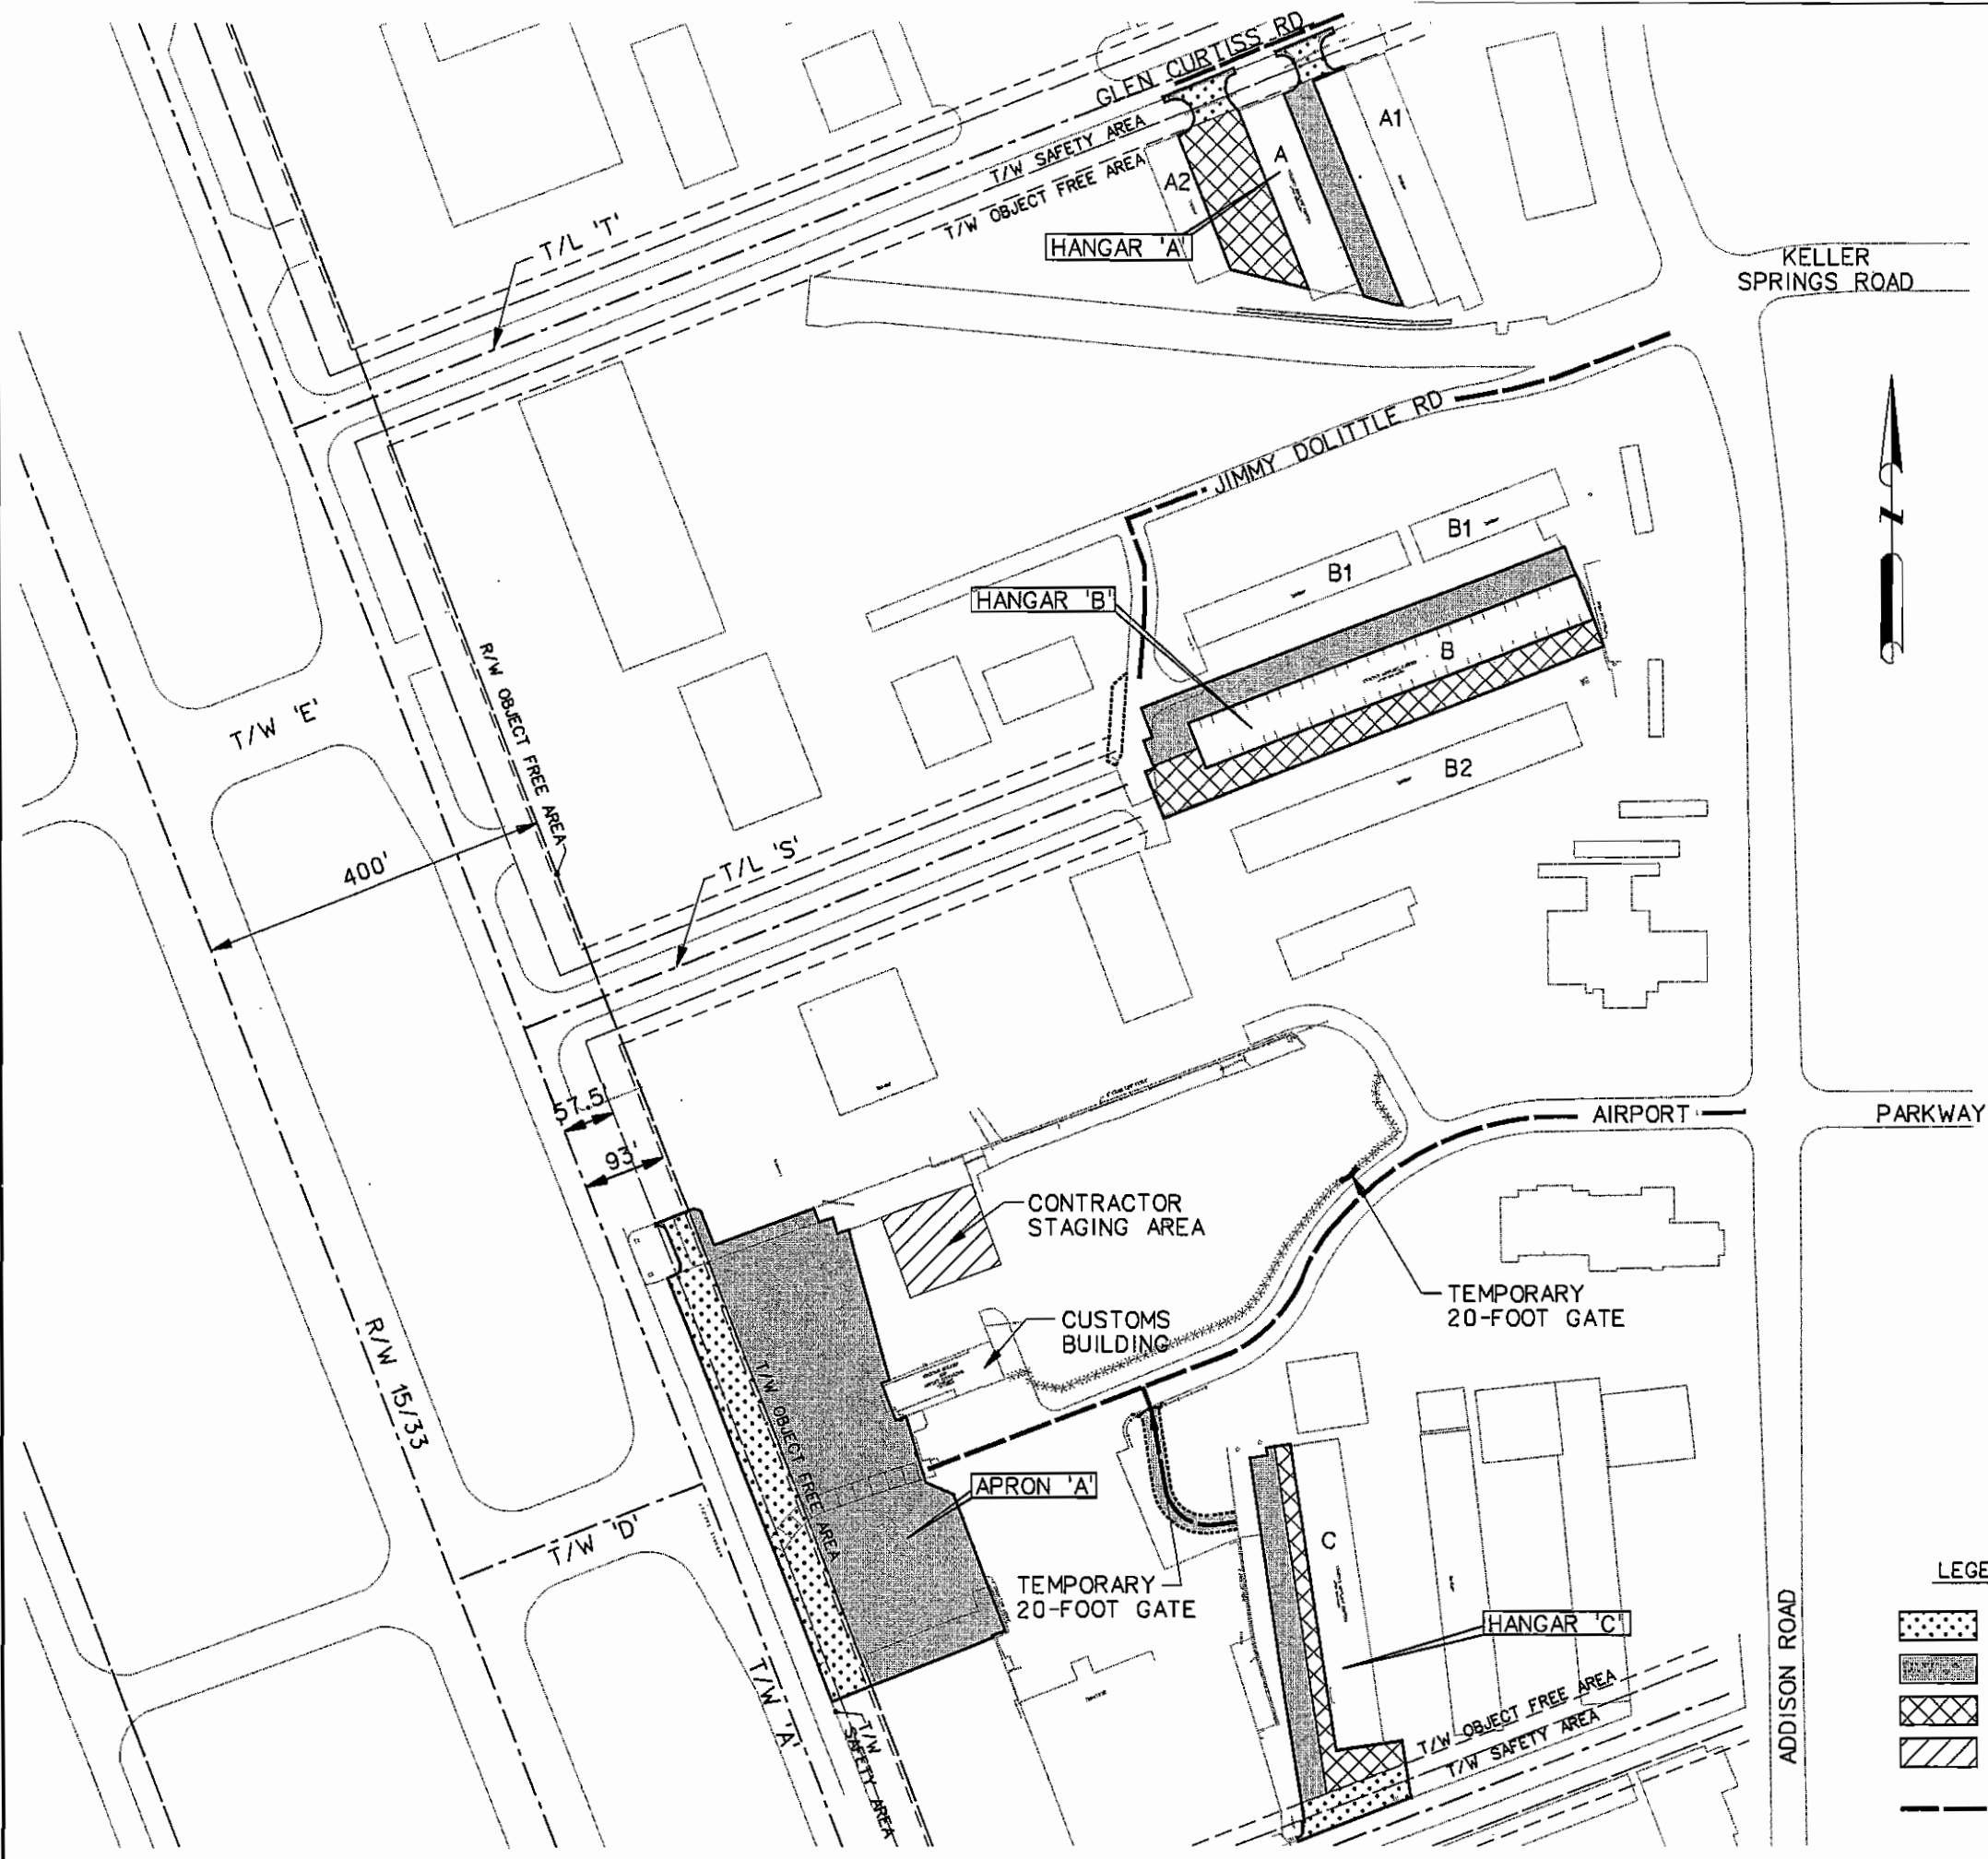 GLEN CURTISS RD
T/W SAFETY AREA
T/W OBJECT FREE AREA
A1
A
A2
HANGAR 'A'
T/L 'T'
KELLER
SPRINGS ROAD
JIMMY DOLITTLE RD
B1
B1
HANGAR 'B'
B
B2
R/W OBJECT FREE AREA
T/W 'E'
400'
T/L 'S'
57.5'
93'
AIRPORT
PARKWAY
CONTRACTOR
STAGING AREA
TEMPORARY
20-FOOT GATE
CUSTOMS
BUILDING
R/W 15/33
T/W OBJECT FREE AREA
APRON 'A'
T/W 'D'
TEMPORARY
20-FOOT GATE
C
HANGAR 'C'
T/W 'A'
T/W
SAFETY AREA
T/W OBJECT FREE AREA
T/W SAFETY AREA
ADDISON ROAD
LEGE
Z